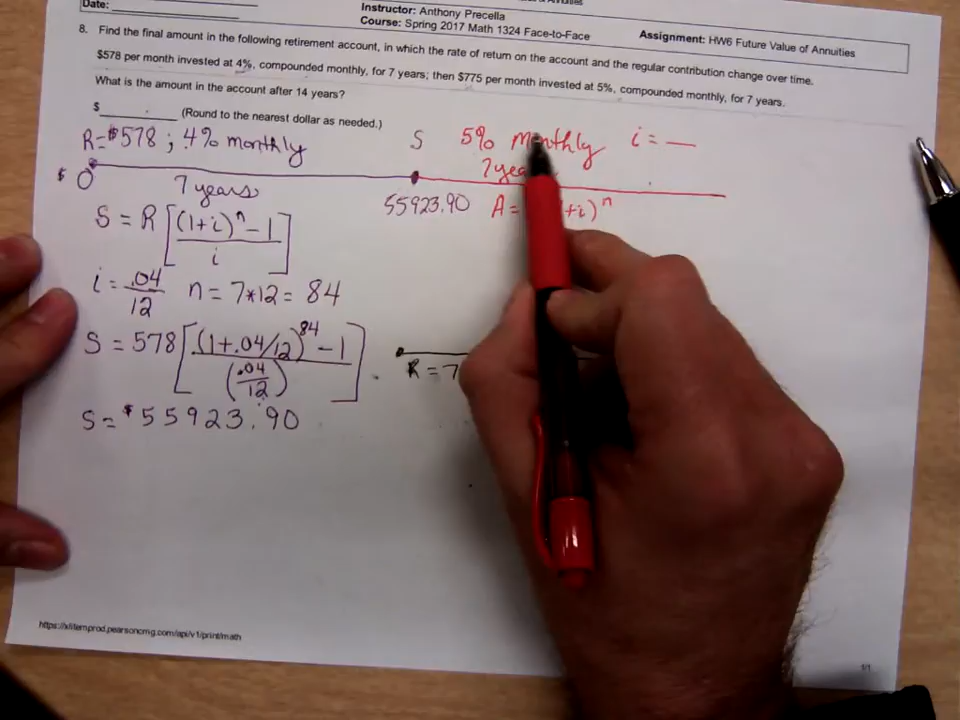 Date:
Instructor: Anthony Precella
Course: Spring 2017 Math 1324 Face-to-Face
Assignment: HW6 Future Value of Annuities
8. Find the final amount in the following retirement account, in which the rate of return on the account and the regular contribution change over time.
$578 per month invested at 4%, compounded monthly, for 7 years; then $775 per month invested at 5%, compounded monthly, for 7 years.
What is the amount in the account after 14 years?
$ (Round to the nearest dollar as needed.)
R=$578 ; 4% monthly
S 5% monthly i =
$ 0 7 years
55923.90 A= +i)^n
S = R [ (1+i)^n - 1 / i ]
i = .04/12 n = 7*12 = 84
S = 578 [ (1+.04/12)^84 - 1 / (.04/12) ] .
R = 7
S = $55923.90
https://xlitemprod.pearsoncmg.com/api/v1/print/math
1/1